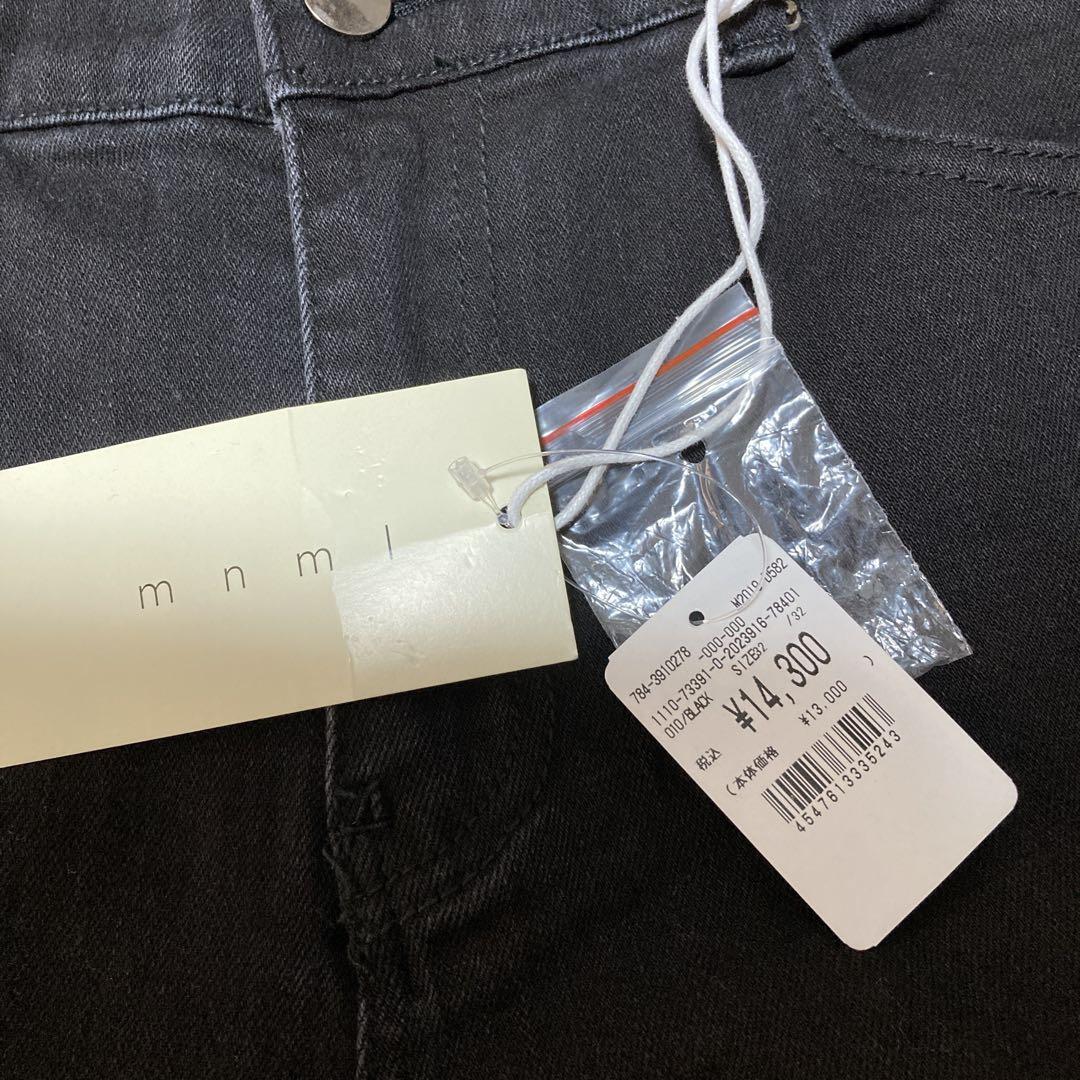 mnml
784-3910278 -000-000
1110-73391-0-2023916-78401
010/BLACK SIZE32 /32
¥14,300
税込
(本体価格 ¥13,000 )
4547613335243